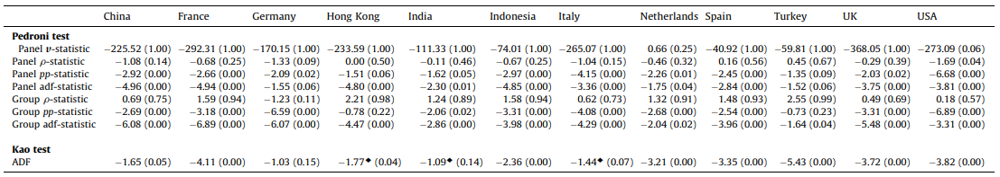 China France Germany Hong Kong India Indonesia Italy Netherlands Spain Turkey UK USA
Pedroni test
Panel ν-statistic −225.52 (1.00) −292.31 (1.00) −170.15 (1.00) −233.59 (1.00) −111.33 (1.00) −74.01 (1.00) −265.07 (1.00) 0.66 (0.25) −40.92 (1.00) −59.81 (1.00) −368.05 (1.00) −273.09 (0.06)
Panel ρ-statistic −1.08 (0.14) −0.68 (0.25) −1.33 (0.09) 0.00 (0.50) −0.11 (0.46) −0.67 (0.25) −1.04 (0.15) −0.46 (0.32) 0.16 (0.56) 0.45 (0.67) −0.29 (0.39) −1.69 (0.04)
Panel pp-statistic −2.92 (0.00) −2.66 (0.00) −2.09 (0.02) −1.51 (0.06) −1.62 (0.05) −2.97 (0.00) −4.15 (0.00) −2.26 (0.01) −2.45 (0.00) −1.35 (0.09) −2.03 (0.02) −6.68 (0.00)
Panel adf-statistic −4.96 (0.00) −4.94 (0.00) −1.55 (0.06) −4.80 (0.00) −2.30 (0.01) −4.85 (0.00) −3.36 (0.00) −1.75 (0.04) −2.84 (0.00) −1.52 (0.06) −3.75 (0.00) −3.81 (0.00)
Group ρ-statistic 0.69 (0.75) 1.59 (0.94) −1.23 (0.11) 2.21 (0.98) 1.24 (0.89) 1.58 (0.94) 0.62 (0.73) 1.32 (0.91) 1.48 (0.93) 2.55 (0.99) 0.49 (0.69) 0.18 (0.57)
Group pp-statistic −2.69 (0.00) −3.18 (0.00) −6.59 (0.00) −0.78 (0.22) −2.06 (0.02) −3.31 (0.00) −4.08 (0.00) −2.68 (0.00) −2.54 (0.00) −0.73 (0.23) −3.31 (0.00) −6.89 (0.00)
Group adf-statistic −6.08 (0.00) −6.89 (0.00) −6.07 (0.00) −4.47 (0.00) −2.86 (0.00) −3.98 (0.00) −4.29 (0.00) −2.04 (0.02) −3.96 (0.00) −1.64 (0.04) −5.48 (0.00) −3.31 (0.00)
Kao test
ADF −1.65 (0.05) −4.11 (0.00) −1.03 (0.15) −1.77◆ (0.04) −1.09◆ (0.14) −2.36 (0.00) −1.44◆ (0.07) −3.21 (0.00) −3.35 (0.00) −5.43 (0.00) −3.72 (0.00) −3.82 (0.00)